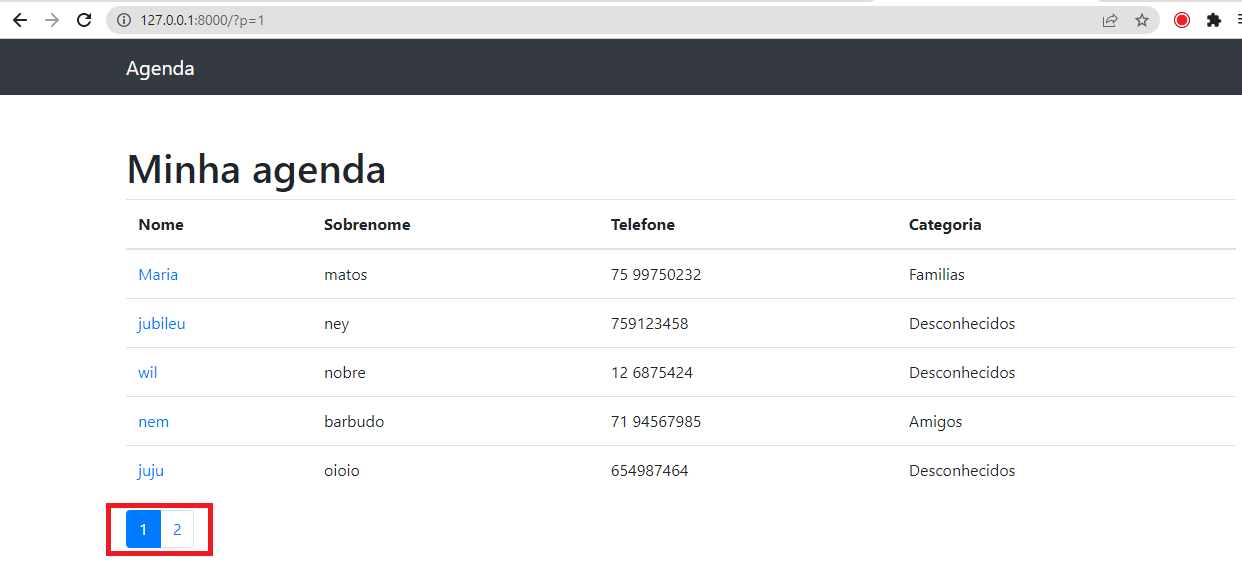 127.0.0.1:8000/?p=1
Agenda
Minha agenda
Nome Sobrenome Telefone Categoria
Maria matos 75 99750232 Familias
jubileu ney 759123458 Desconhecidos
wil nobre 12 6875424 Desconhecidos
nem barbudo 71 94567985 Amigos
juju oioio 654987464 Desconhecidos
1 2